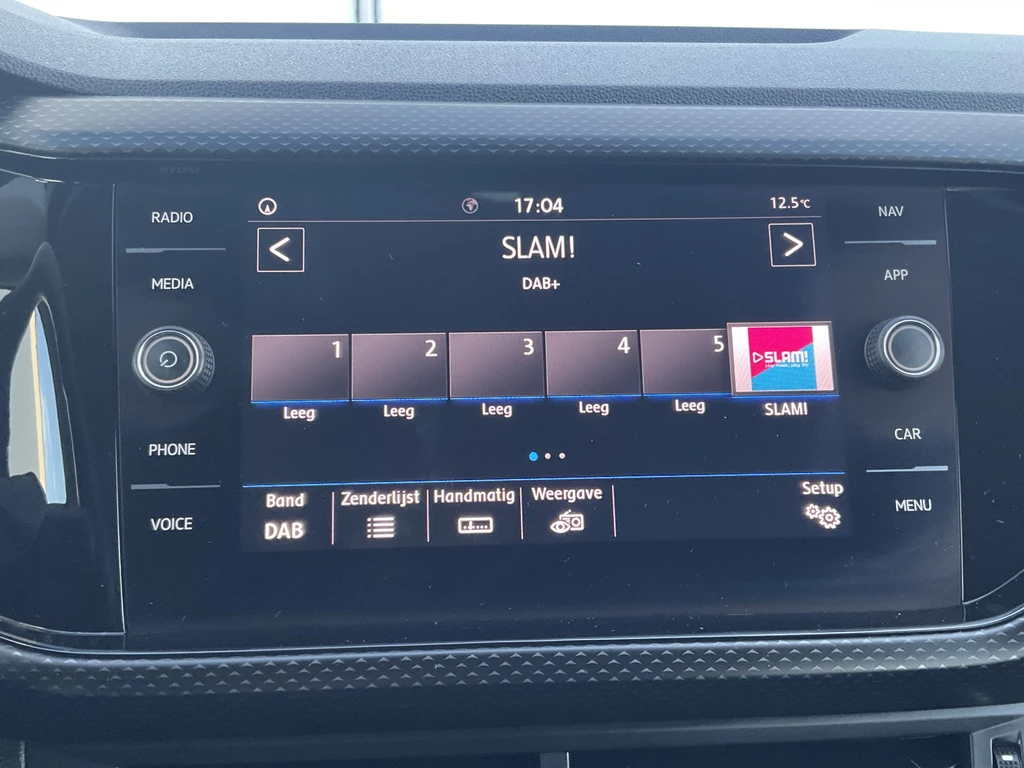 RADIO
MEDIA
PHONE
VOICE
17:04
12.5°C
<
SLAM!
>
DAB+
1
2
3
4
5
SLAM!
Leeg
Leeg
Leeg
Leeg
Leeg
SLAM!
Band
DAB
Zenderlijst
Handmatig
Weergave
Setup
NAV
APP
CAR
MENU